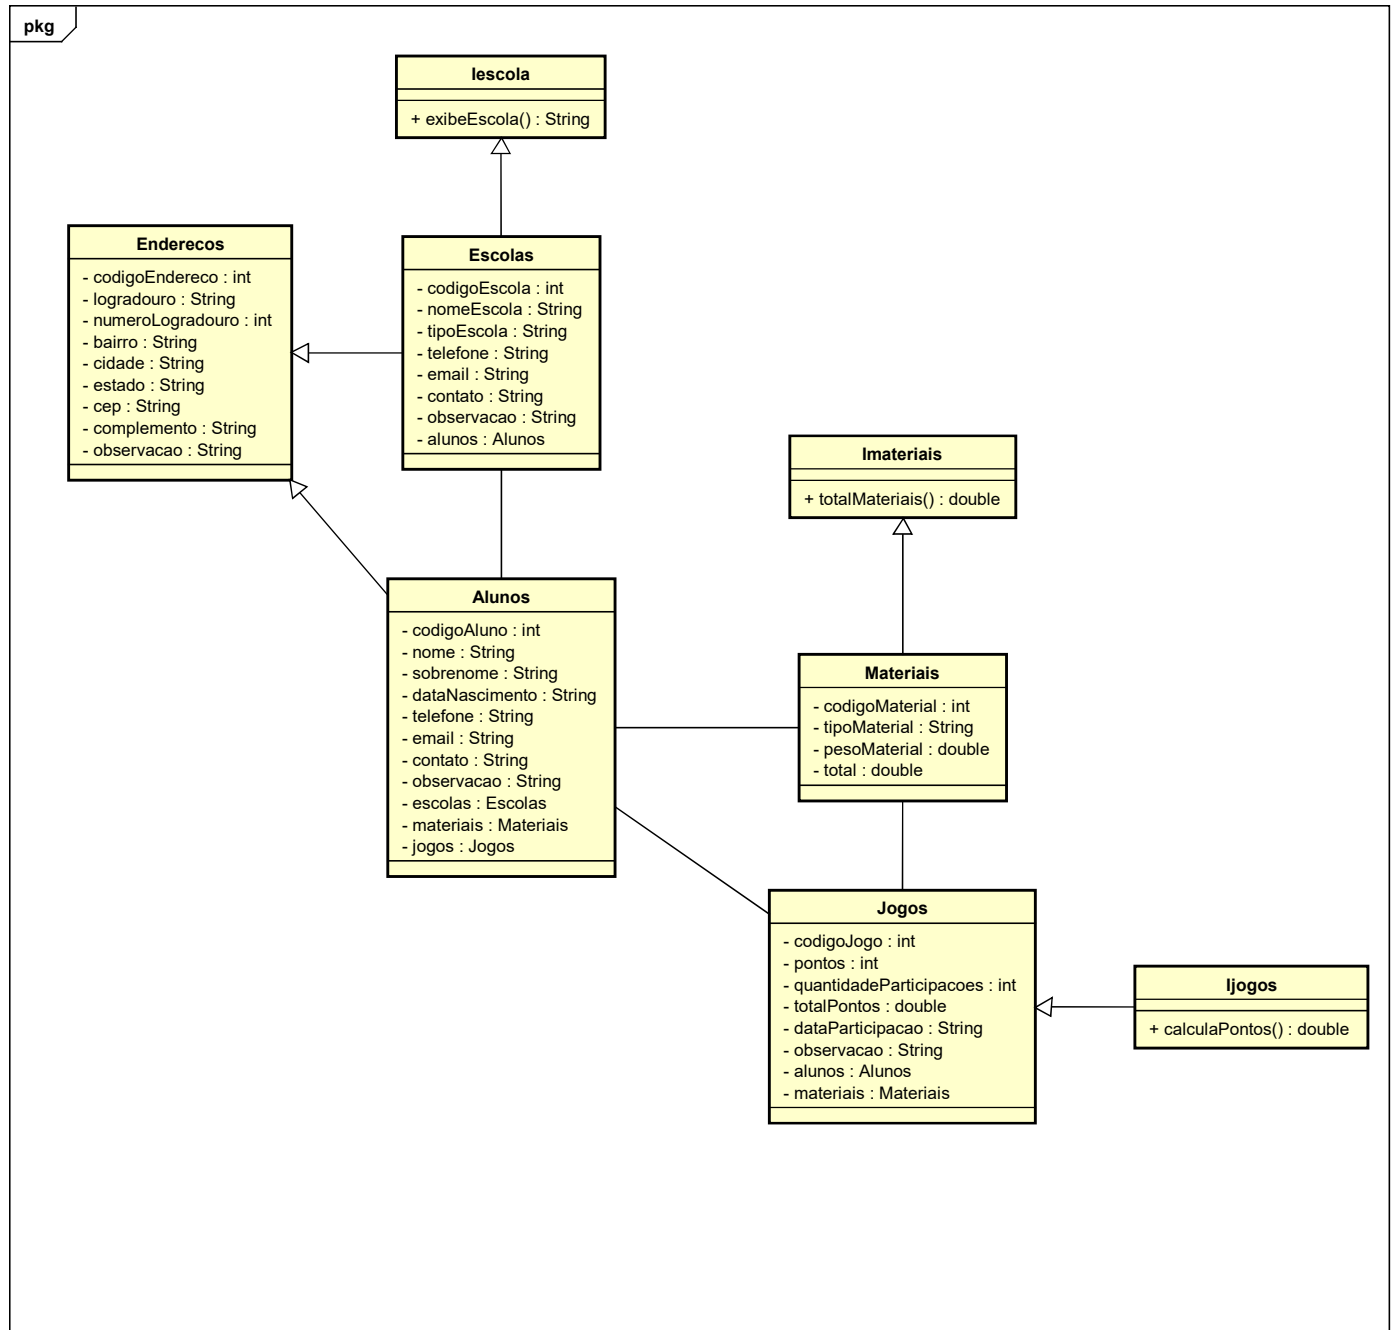 pkg
Iescola
+ exibeEscola() : String
Enderecos
- codigoEndereco : int
- logradouro : String
- numeroLogradouro : int
- bairro : String
- cidade : String
- estado : String
- cep : String
- complemento : String
- observacao : String
Escolas
- codigoEscola : int
- nomeEscola : String
- tipoEscola : String
- telefone : String
- email : String
- contato : String
- observacao : String
- alunos : Alunos
Imateriais
+ totalMateriais() : double
Alunos
- codigoAluno : int
- nome : String
- sobrenome : String
- dataNascimento : String
- telefone : String
- email : String
- contato : String
- observacao : String
- escolas : Escolas
- materiais : Materiais
- jogos : Jogos
Materiais
- codigoMaterial : int
- tipoMaterial : String
- pesoMaterial : double
- total : double
Jogos
- codigoJogo : int
- pontos : int
- quantidadeParticipacoes : int
- totalPontos : double
- dataParticipacao : String
- observacao : String
- alunos : Alunos
- materiais : Materiais
Ijogos
+ calculaPontos() : double